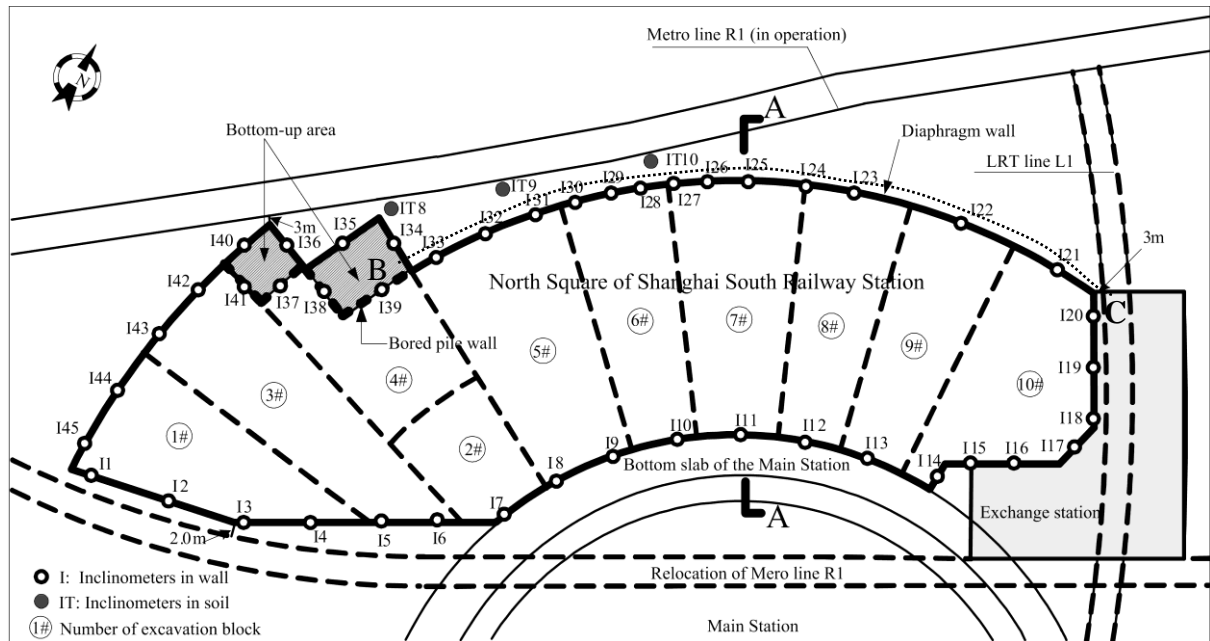 Metro line R1 (in operation)
N
A
Bottom-up area
Diaphragm wall
LRT line L1
IT10
I26
I25
I24
I23
I29
I28
I27
I30
IT9
I31
I32
I22
IT8
3m
I35
I34
I33
I40
I36
I21
3m
B
I42
I41
I37
I38
I39
North Square of Shanghai South Railway Station
C
I20
6#
7#
8#
I43
Bored pile wall
5#
9#
I19
I44
3#
4#
10#
I18
I45
1#
2#
I11
I10
I12
I9
I13
I17
I15
I16
I14
I1
I8
Bottom slab of the Main Station
I2
I7
A
I3
I4
I5
I6
Exchange station
2.0m
I: Inclinometers in wall
Relocation of Mero line R1
IT: Inclinometers in soil
1# Number of excavation block
Main Station